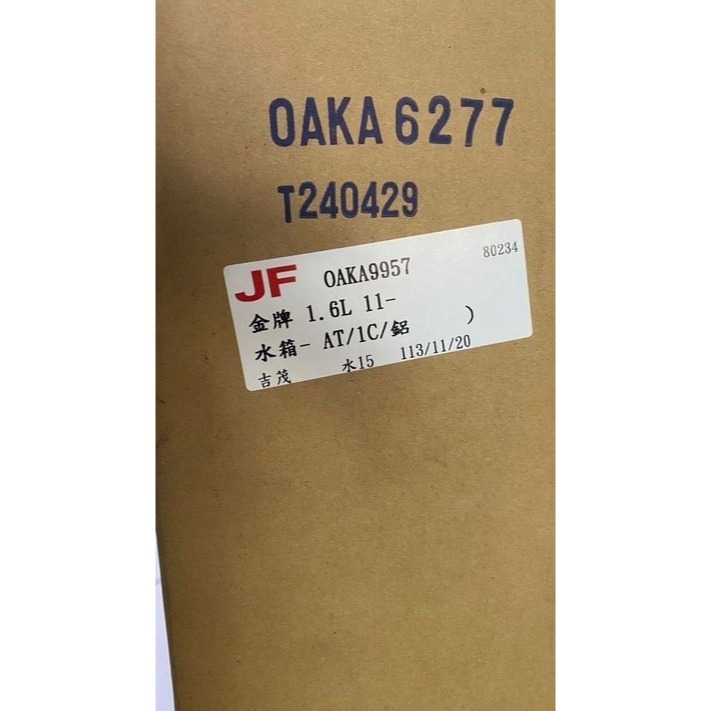 OAKA 6277
T240429
JF OAKA9957 80234
金牌 1.6L 11-
水箱- AT/1C/鋁 )
吉茂 水15 113/11/20